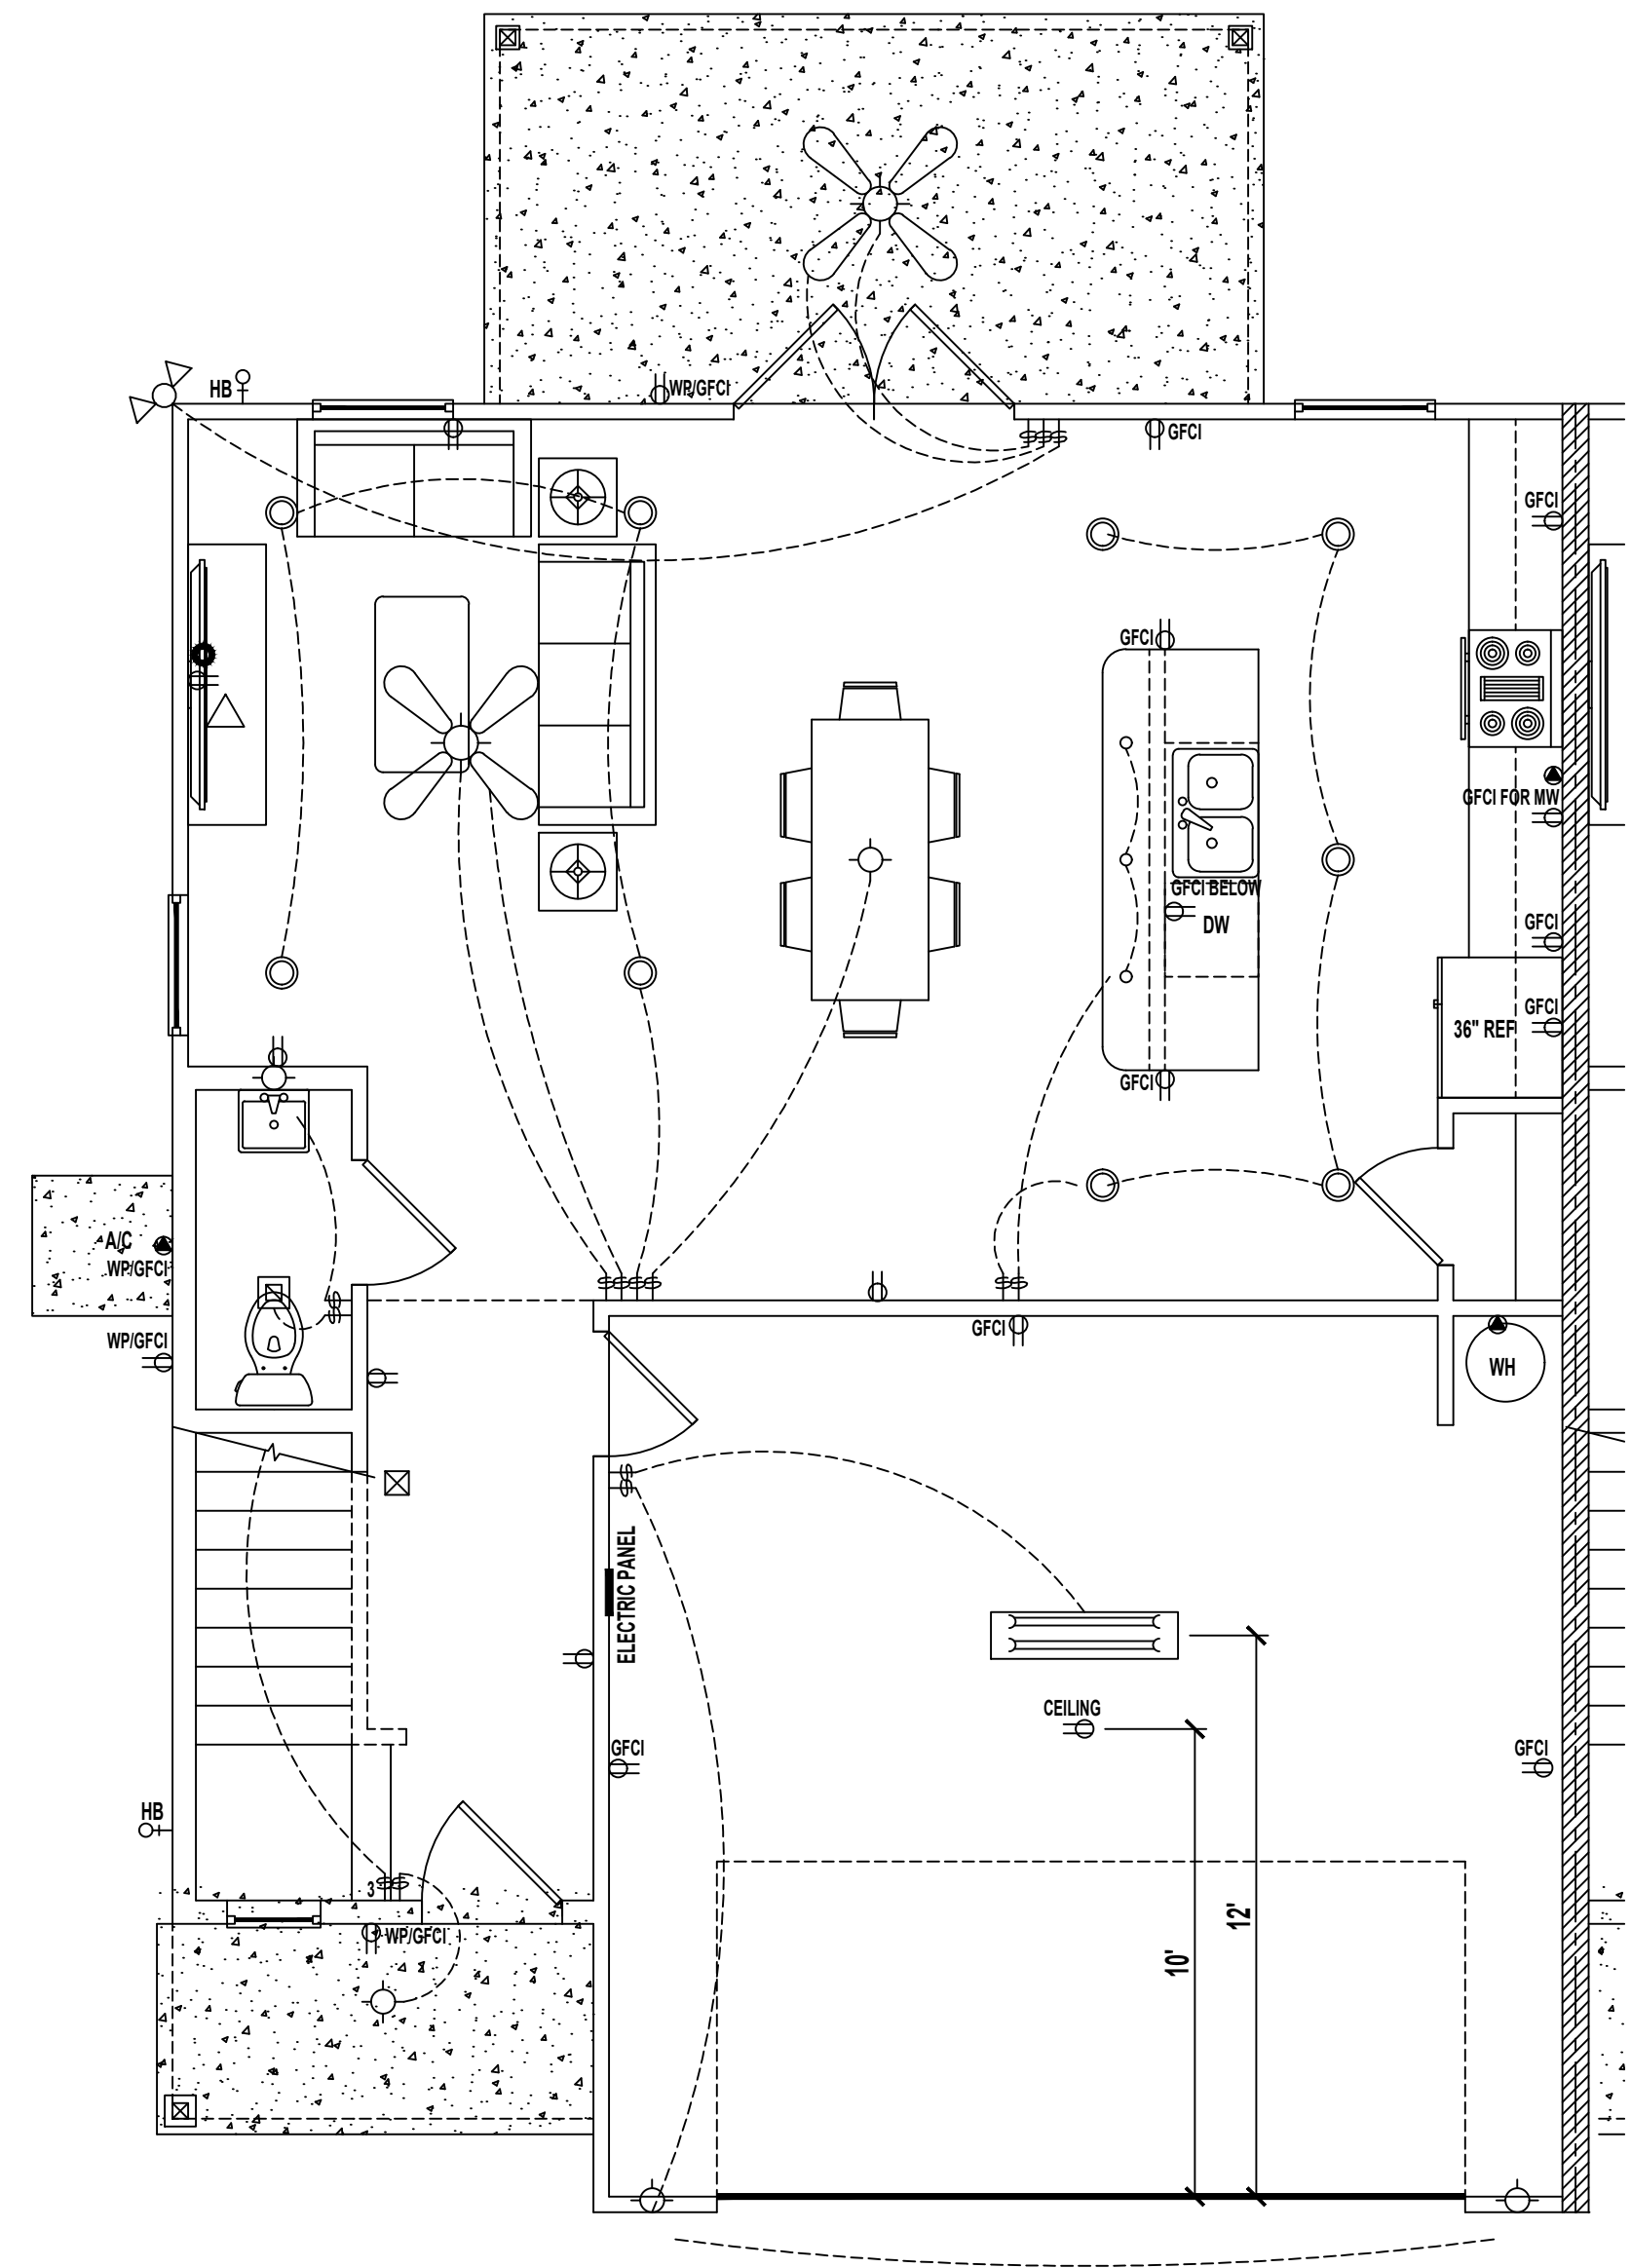 HB
WP/GFCI
GFCI
GFCI
GFCI
GFCI FOR MW
GFCI BELOW
DW
GFCI
GFCI
36" REF
GFCI
A/C
WP/GFCI
WP/GFCI
GFCI
WH
ELECTRIC PANEL
CEILING
GFCI
GFCI
HB
3
WP/GFCI
12'
10'